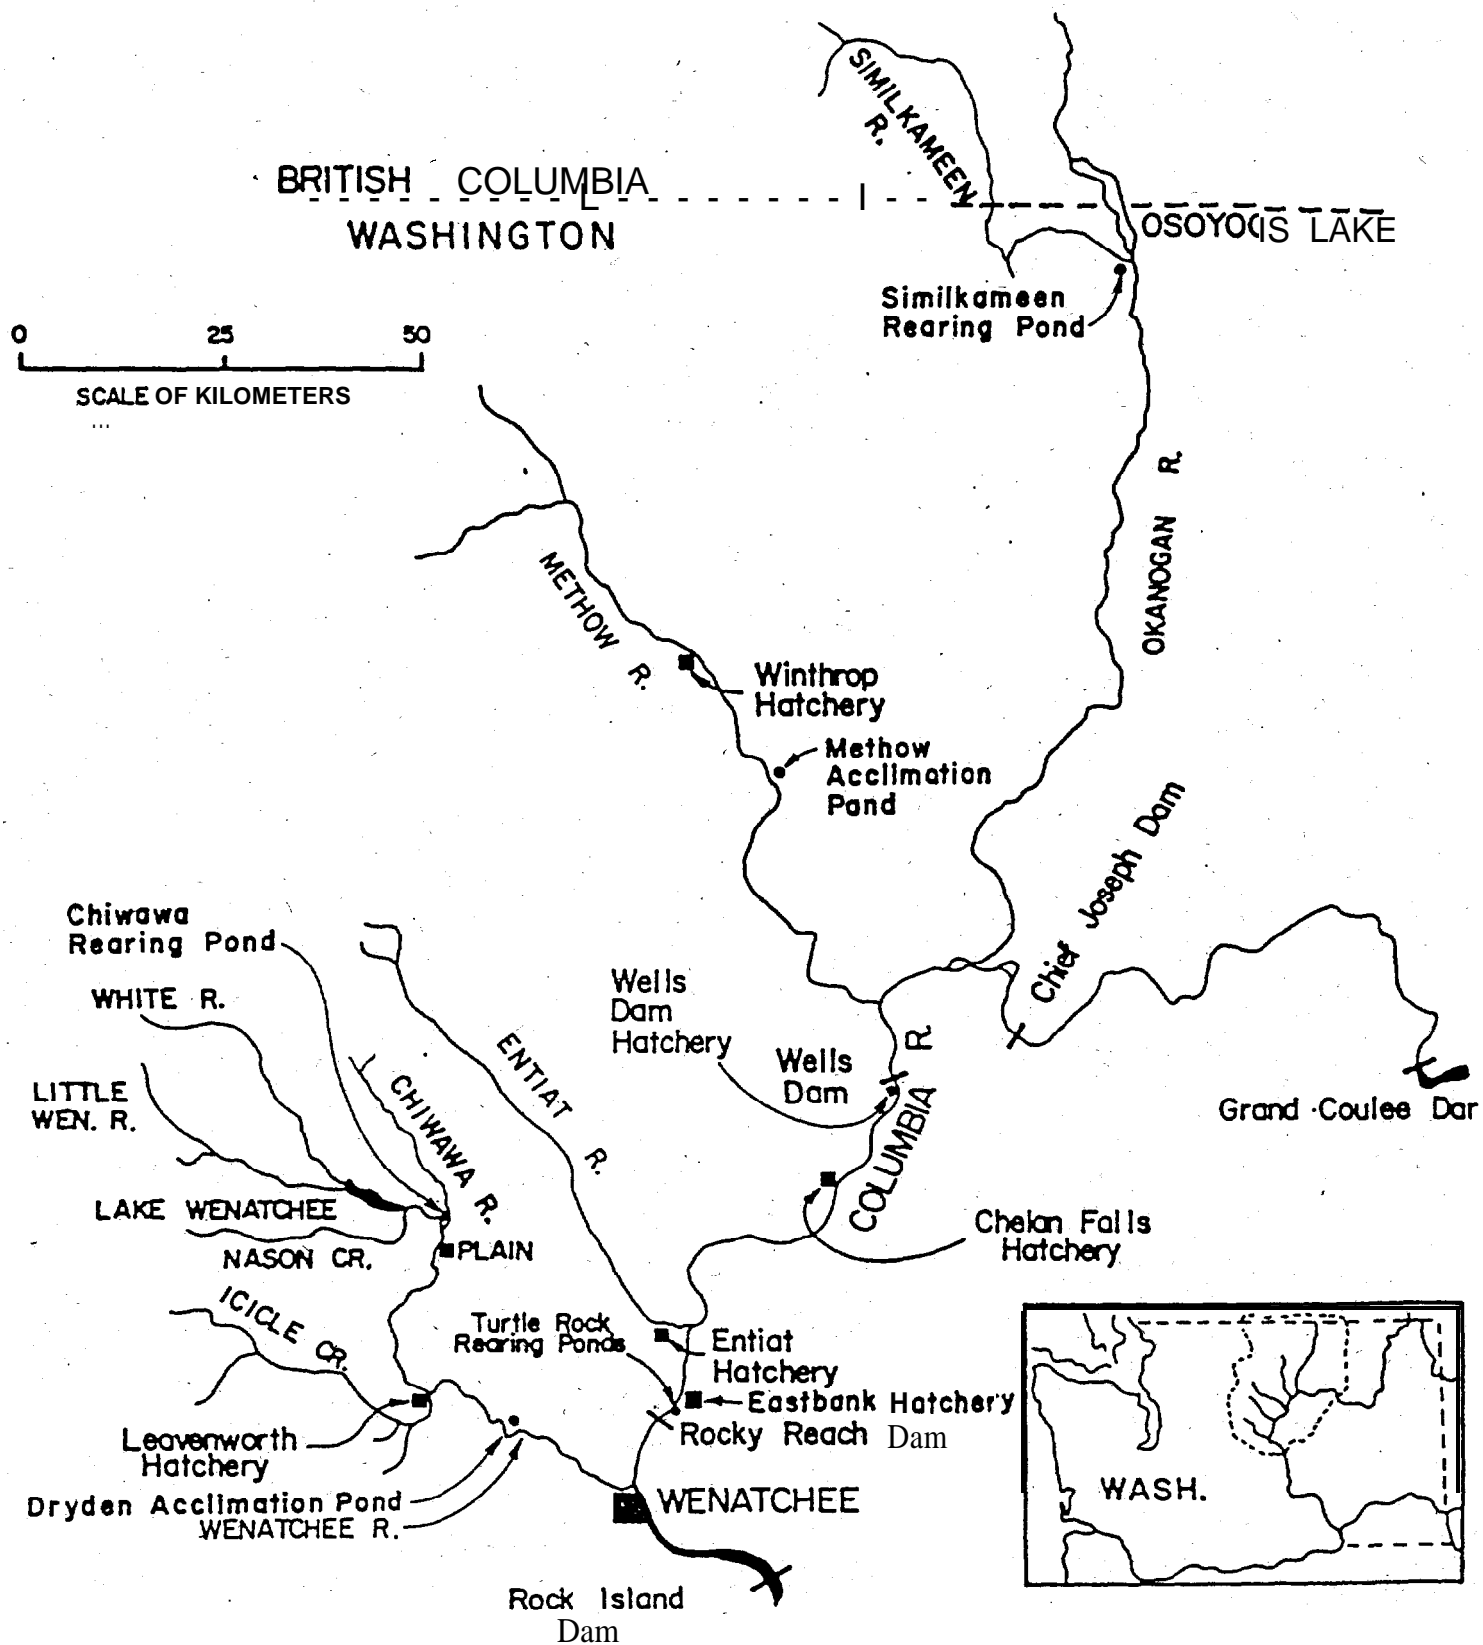 SIMILKAMEEN
R.
BRITISH COLUMBIA
WASHINGTON
OSOYOOS LAKE
Similkameen
Rearing Pond
0 25 50
SCALE OF KILOMETERS
...
OKANOGAN R.
METHOW R.
Winthrop
Hatchery
Methow
Acclimation
Pand
Chief Joseph Dam
Chiwawa
Rearing Pond
WHITE R.
Wells
Dam
Hatchery
ENTIAT R.
COLUMBIA R.
Wells
Dam
LITTLE
WEN. R.
CHIWAWA R.
Grand Coulee Dar
LAKE WENATCHEE
NASON CR.
PLAIN
Chelan Falls
Hatchery
ICICLE CR.
Turtle Rock
Rearing Ponds
Entiat
Hatchery
Eastbank Hatchery
Rocky Reach Dam
Leavenworth
Hatchery
Dryden Acclimation Pond
WENATCHEE R.
WENATCHEE
WASH.
Rock Island
Dam